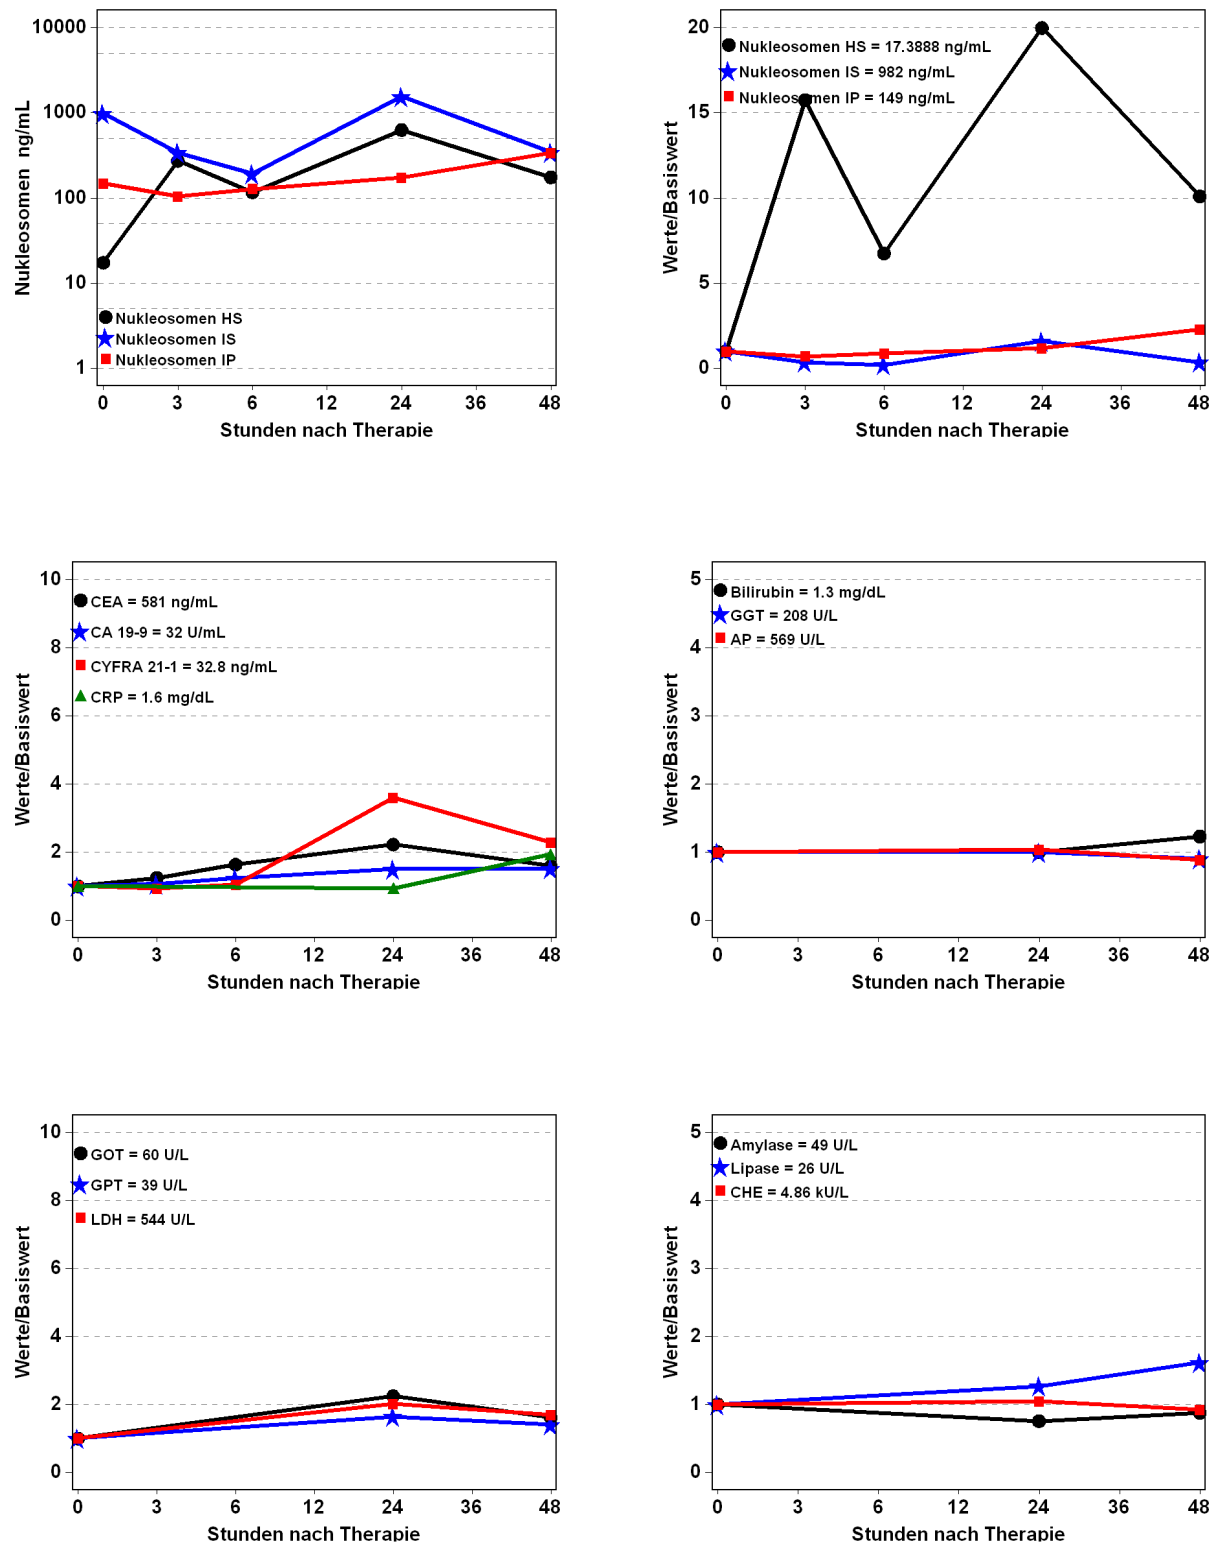 10000
1000
100
10
1
Nukleosomen ng/mL
Nukleosomen HS
Nukleosomen IS
Nukleosomen IP
0 3 6 12 24 36 48
Stunden nach Therapie
20
15
10
5
0
Werte/Basiswert
Nukleosomen HS = 17.3888 ng/mL
Nukleosomen IS = 982 ng/mL
Nukleosomen IP = 149 ng/mL
0 3 6 12 24 36 48
Stunden nach Therapie
10
8
6
4
2
0
Werte/Basiswert
CEA = 581 ng/mL
CA 19-9 = 32 U/mL
CYFRA 21-1 = 32.8 ng/mL
CRP = 1.6 mg/dL
0 3 6 12 24 36 48
Stunden nach Therapie
5
4
3
2
1
0
Werte/Basiswert
Bilirubin = 1.3 mg/dL
GGT = 208 U/L
AP = 569 U/L
0 3 6 12 24 36 48
Stunden nach Therapie
10
8
6
4
2
0
Werte/Basiswert
GOT = 60 U/L
GPT = 39 U/L
LDH = 544 U/L
0 3 6 12 24 36 48
Stunden nach Therapie
5
4
3
2
1
0
Werte/Basiswert
Amylase = 49 U/L
Lipase = 26 U/L
CHE = 4.86 kU/L
0 3 6 12 24 36 48
Stunden nach Therapie